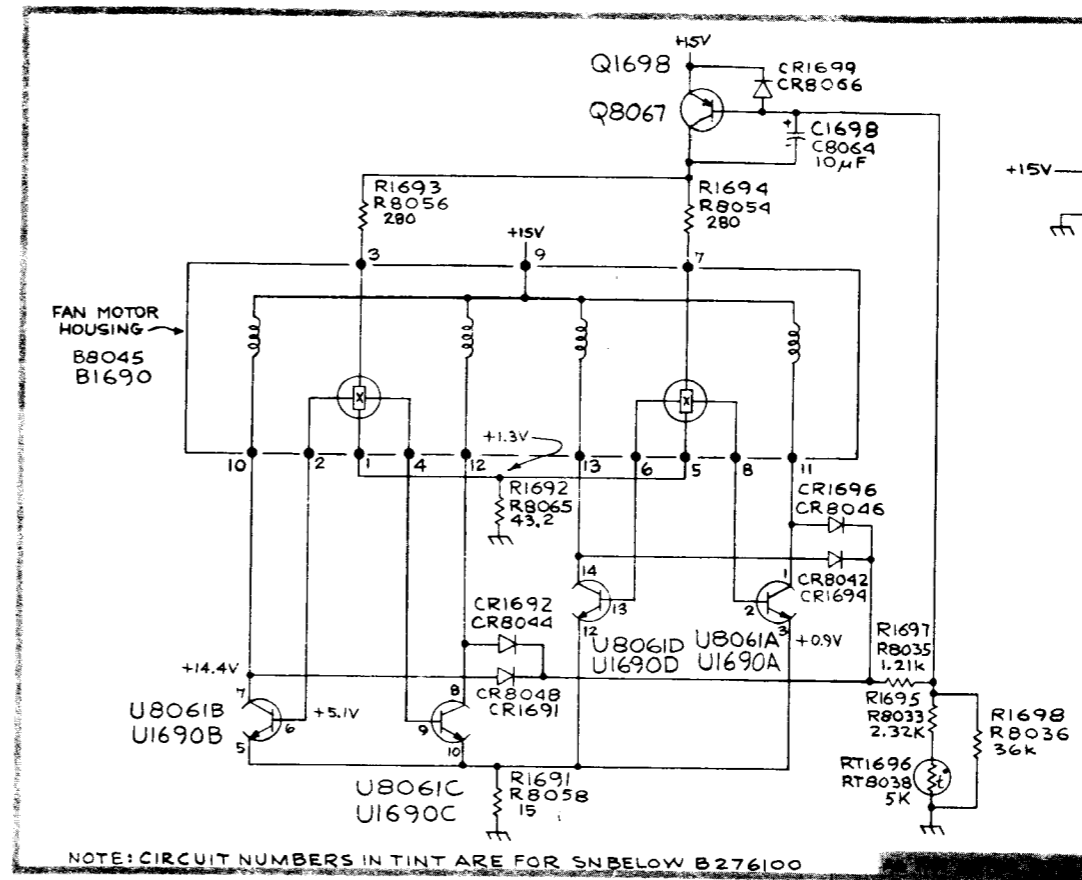 +15V
Q1698
Q8067
CR1699
CR8066
+
C1698
C8064
10µF
-
+15V
R1693
R8056
280
R1694
R8054
280
+15V
3
9
7
FAN MOTOR
HOUSING
B8045
B1690
X
X
10
2
1
4
12
13
6
5
8
11
+1.3V
R1692
R8065
43.2
CR1696
CR8046
CR8042
CR1694
14
13
12
1
2
3
U8061D
U1690D
U8061A
U1690A
+0.9V
CR1692
CR8044
CR8048
CR1691
R1697
R8035
1.21K
+14.4V
7
6
5
+5.1V
U8061B
U1690B
8
9
10
U8061C
U1690C
R1691
R8058
15
R1695
R8033
2.32K
RT1696
RT8038
5K
t
R1698
R8036
36K
NOTE: CIRCUIT NUMBERS IN TINT ARE FOR SN BELOW B276100